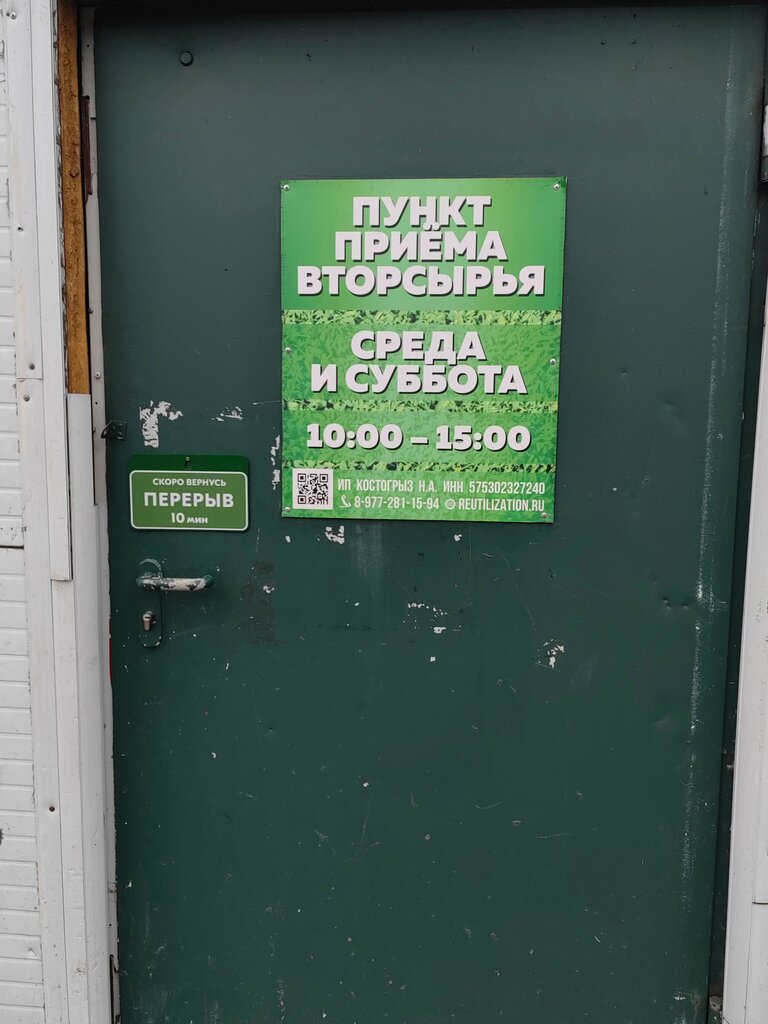 ПУНКТ
ПРИЁМА
ВТОРСЫРЬЯ
СРЕДА
И СУББОТА
10:00 – 15:00
ИП КОСТОГРЫЗ Н.А. ИНН 575302327240
8-977-281-15-94 REUTILIZATION.RU
СКОРО ВЕРНУСЬ
ПЕРЕРЫВ
10 МИН